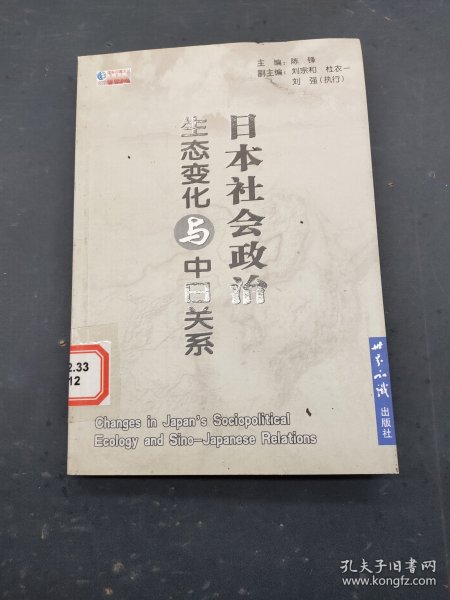 主 编：陈 锋
副主编：刘宗和 杜农一
刘 强（执行）
日本社会政治
生态变化与中日关系
2.33
12
Changes in Japan's Sociopolitical
Ecology and Sino-Japanese Relations
世界知识
出版社
孔夫子旧书网
www.kongfz.com